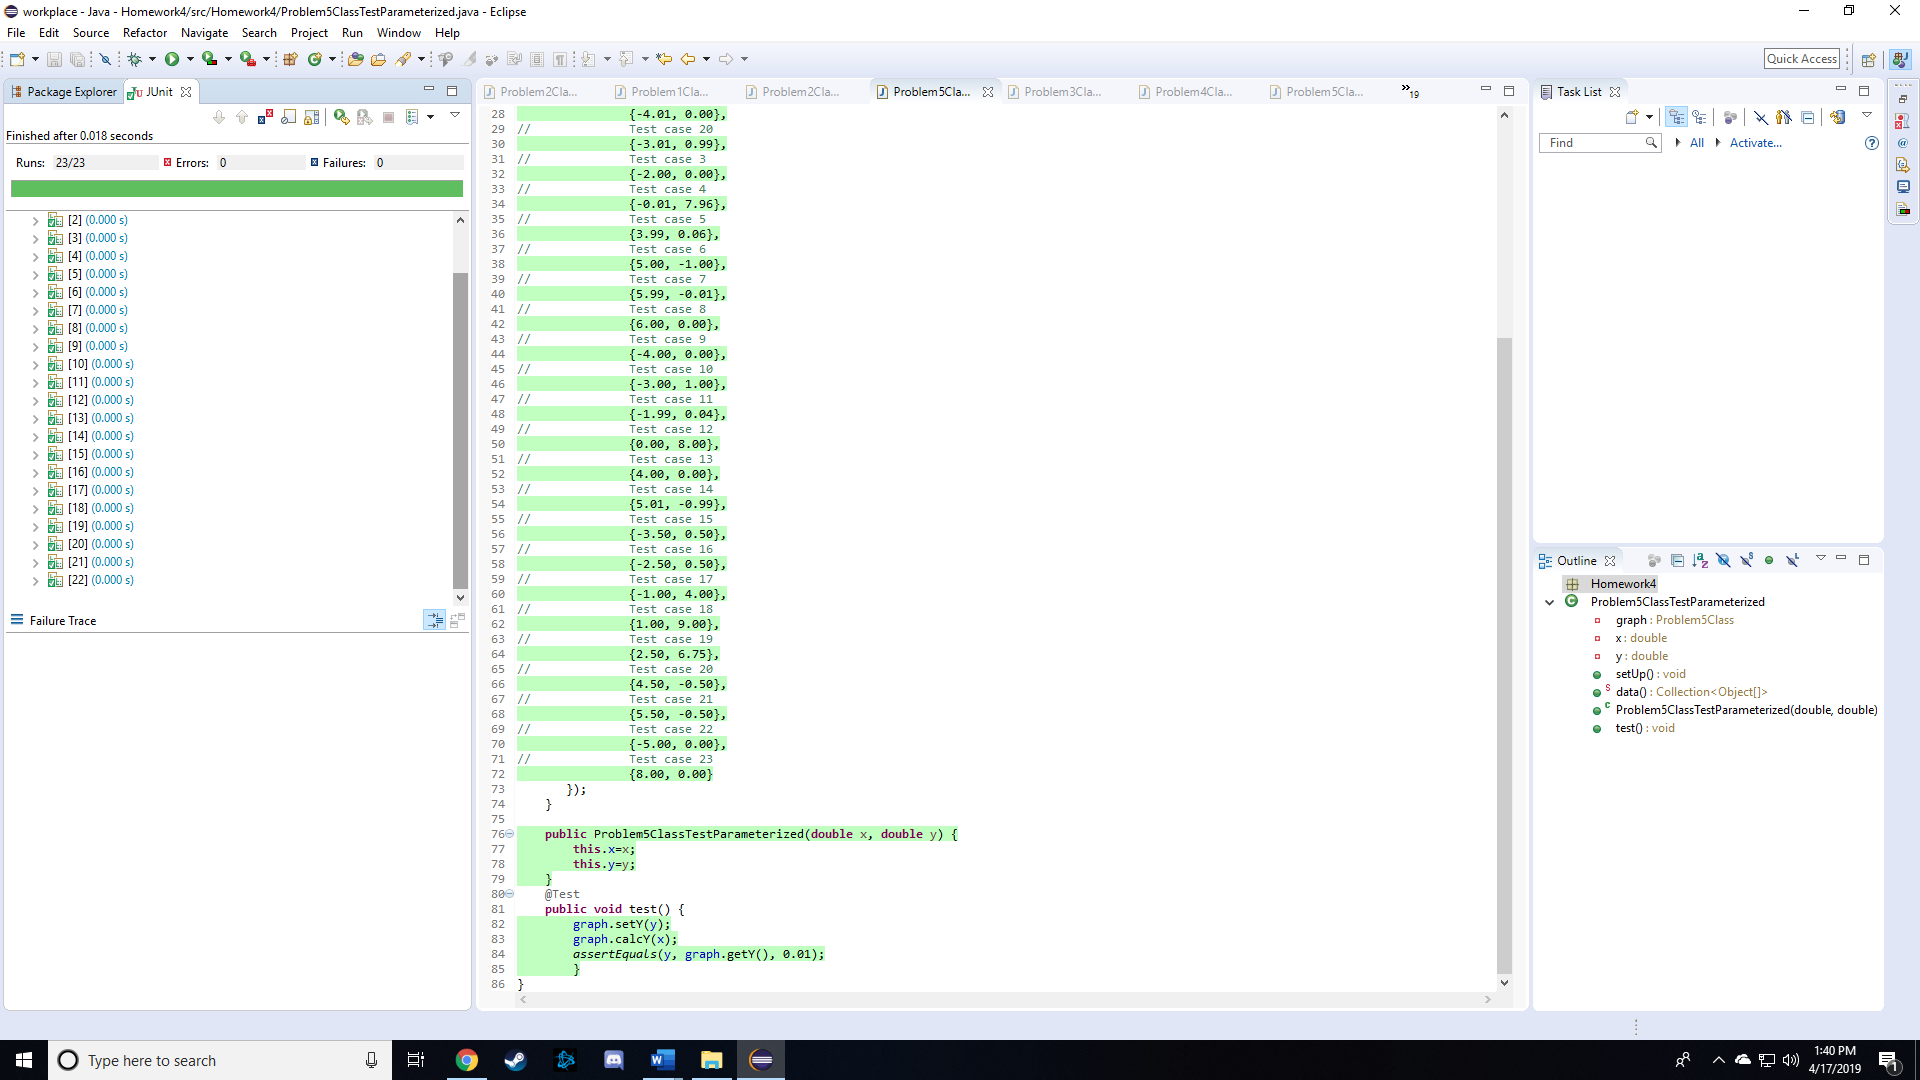 workplace - Java - Homework4/src/Homework4/Problem5ClassTestParameterized.java - Eclipse
File Edit Source Refactor Navigate Search Project Run Window Help
Quick Access
Package Explorer JUnit
Finished after 0.018 seconds
Runs: 23/23 Errors: 0 Failures: 0
[2] (0.000 s)
[3] (0.000 s)
[4] (0.000 s)
[5] (0.000 s)
[6] (0.000 s)
[7] (0.000 s)
[8] (0.000 s)
[9] (0.000 s)
[10] (0.000 s)
[11] (0.000 s)
[12] (0.000 s)
[13] (0.000 s)
[14] (0.000 s)
[15] (0.000 s)
[16] (0.000 s)
[17] (0.000 s)
[18] (0.000 s)
[19] (0.000 s)
[20] (0.000 s)
[21] (0.000 s)
[22] (0.000 s)
Failure Trace
Problem2Cla... Problem1Cla... Problem2Cla... Problem5Cla... Problem3Cla... Problem4Cla... Problem5Cla... »19
28 {-4.01, 0.00},
29 // Test case 20
30 {-3.01, 0.99},
31 // Test case 3
32 {-2.00, 0.00},
33 // Test case 4
34 {-0.01, 7.96},
35 // Test case 5
36 {3.99, 0.06},
37 // Test case 6
38 {5.00, -1.00},
39 // Test case 7
40 {5.99, -0.01},
41 // Test case 8
42 {6.00, 0.00},
43 // Test case 9
44 {-4.00, 0.00},
45 // Test case 10
46 {-3.00, 1.00},
47 // Test case 11
48 {-1.99, 0.04},
49 // Test case 12
50 {0.00, 8.00},
51 // Test case 13
52 {4.00, 0.00},
53 // Test case 14
54 {5.01, -0.99},
55 // Test case 15
56 {-3.50, 0.50},
57 // Test case 16
58 {-2.50, 0.50},
59 // Test case 17
60 {-1.00, 4.00},
61 // Test case 18
62 {1.00, 9.00},
63 // Test case 19
64 {2.50, 6.75},
65 // Test case 20
66 {4.50, -0.50},
67 // Test case 21
68 {5.50, -0.50},
69 // Test case 22
70 {-5.00, 0.00},
71 // Test case 23
72 {8.00, 0.00}
73 });
74 }
75
76 public Problem5ClassTestParameterized(double x, double y) {
77 this.x=x;
78 this.y=y;
79 }
80 @Test
81 public void test() {
82 graph.setY(y);
83 graph.calcY(x);
84 assertEquals(y, graph.getY(), 0.01);
85 }
86 }
Task List
Find All Activate...
Outline
Homework4
Problem5ClassTestParameterized
graph : Problem5Class
x : double
y : double
setUp() : void
data() : Collection<Object[]>
Problem5ClassTestParameterized(double, double)
test() : void
Type here to search
1:40 PM
4/17/2019
1